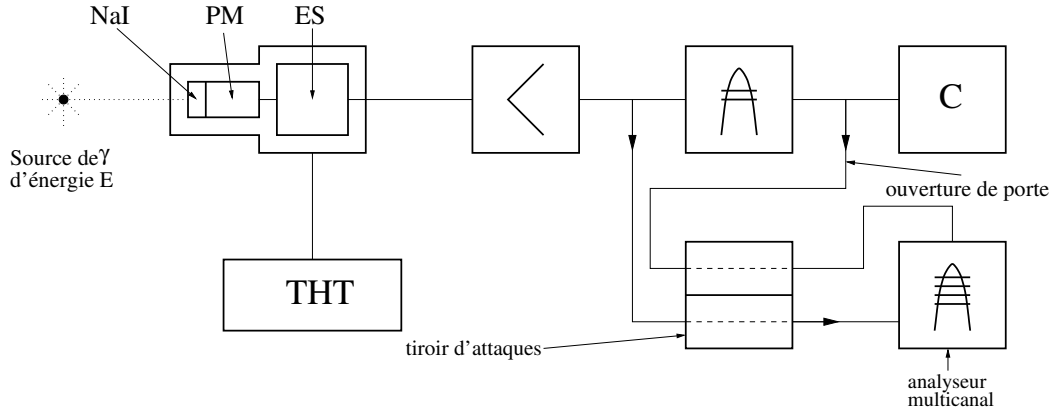 NaI
PM
ES
Source de γ
d'énergie E
C
ouverture de porte
THT
tiroir d'attaques
analyseur
multicanal